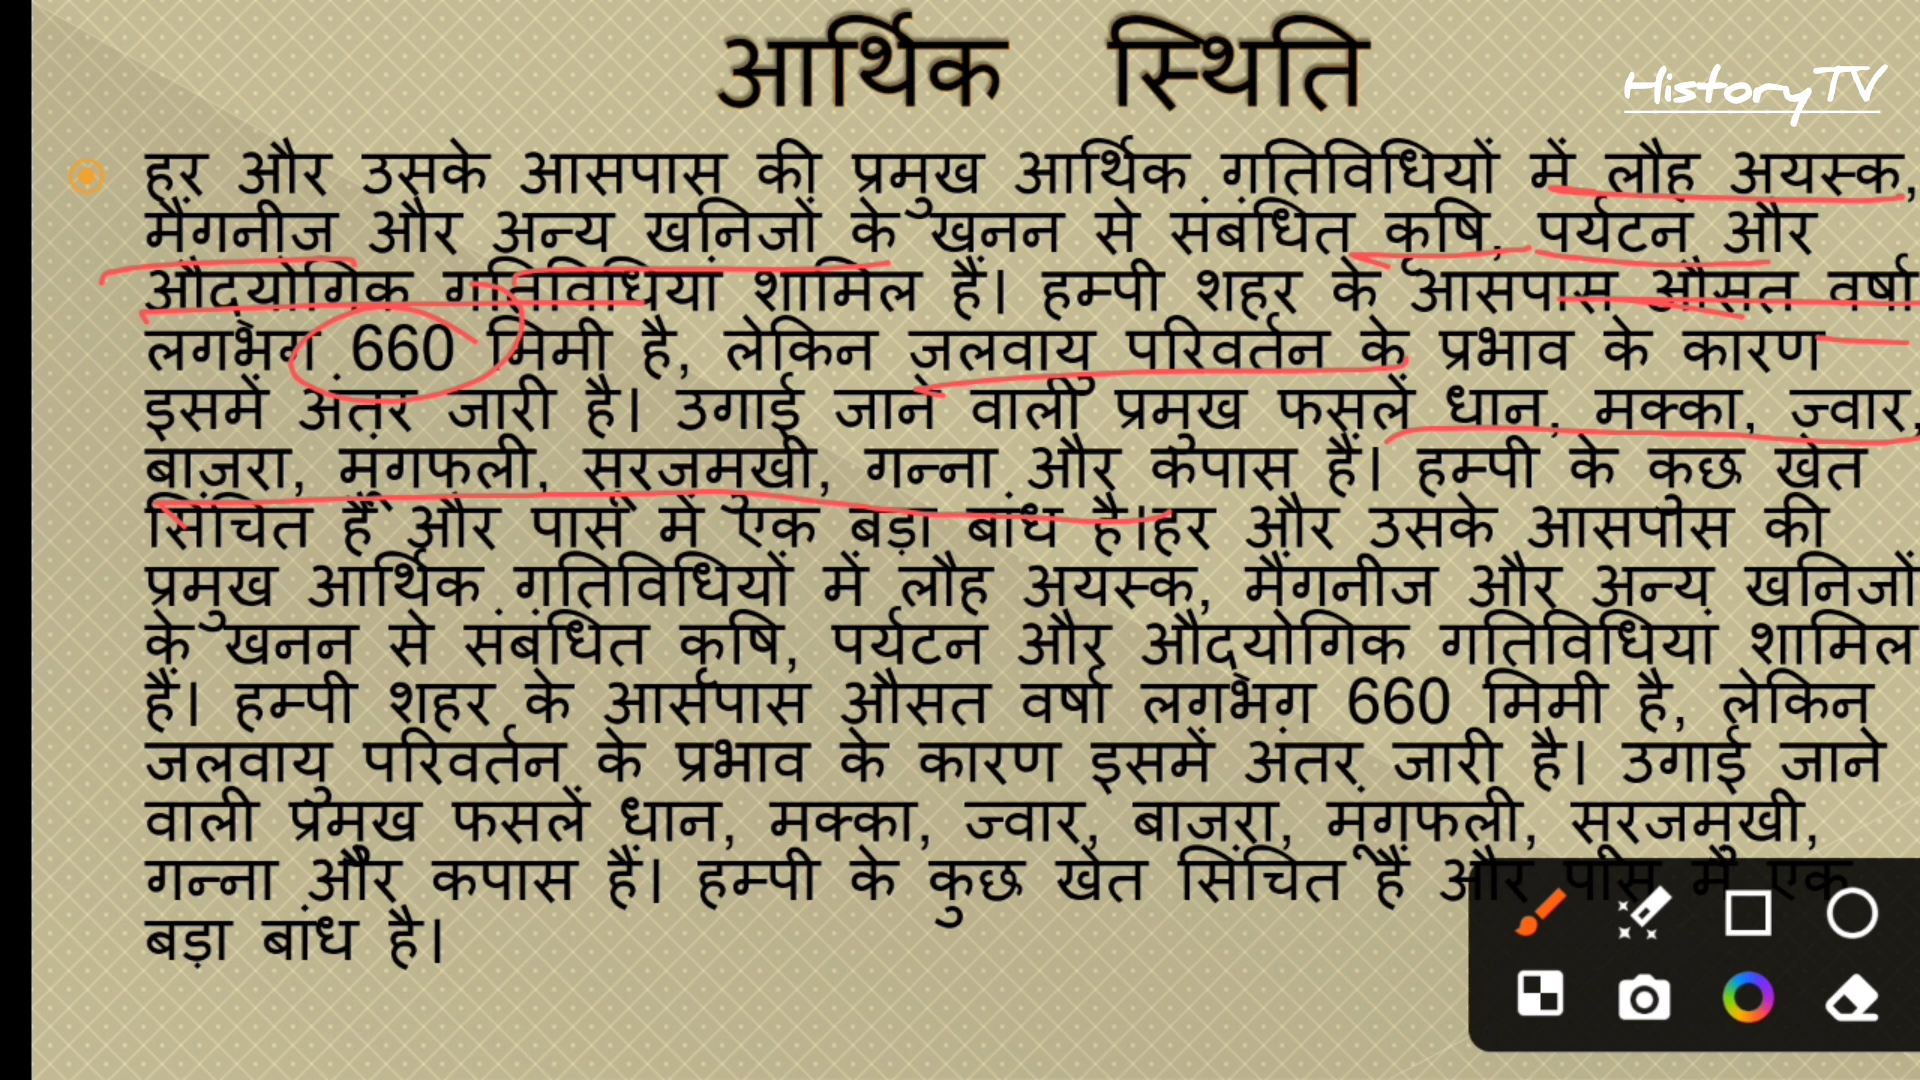 आर्थिक स्थिति
HistoryTV
हर और उसके आसपास की प्रमुख आर्थिक गतिविधियों में लौह अयस्क,
मैंगनीज और अन्य खनिजों के खनन से संबंधित कृषि, पर्यटन और
औद्योगिक गतिविधियां शामिल हैं। हम्पी शहर के आसपास औसत वर्षा
लगभग 660 मिमी है, लेकिन जलवायु परिवर्तन के प्रभाव के कारण
इसमें अंतर जारी है। उगाई जाने वाली प्रमुख फसलें धान, मक्का, ज्वार,
बाजरा, मूंगफली, सूरजमुखी, गन्ना और कपास हैं। हम्पी के कुछ खेत
सिंचित हैं और पास में एक बड़ा बांध है।हर और उसके आसपास की
प्रमुख आर्थिक गतिविधियों में लौह अयस्क, मैंगनीज और अन्य खनिजों
के खनन से संबंधित कृषि, पर्यटन और औद्योगिक गतिविधियां शामिल
हैं। हम्पी शहर के आसपास औसत वर्षा लगभग 660 मिमी है, लेकिन
जलवायु परिवर्तन के प्रभाव के कारण इसमें अंतर जारी है। उगाई जाने
वाली प्रमुख फसलें धान, मक्का, ज्वार, बाजरा, मूंगफली, सूरजमुखी,
गन्ना और कपास हैं। हम्पी के कुछ खेत सिंचित हैं और पास में एक
बड़ा बांध है।